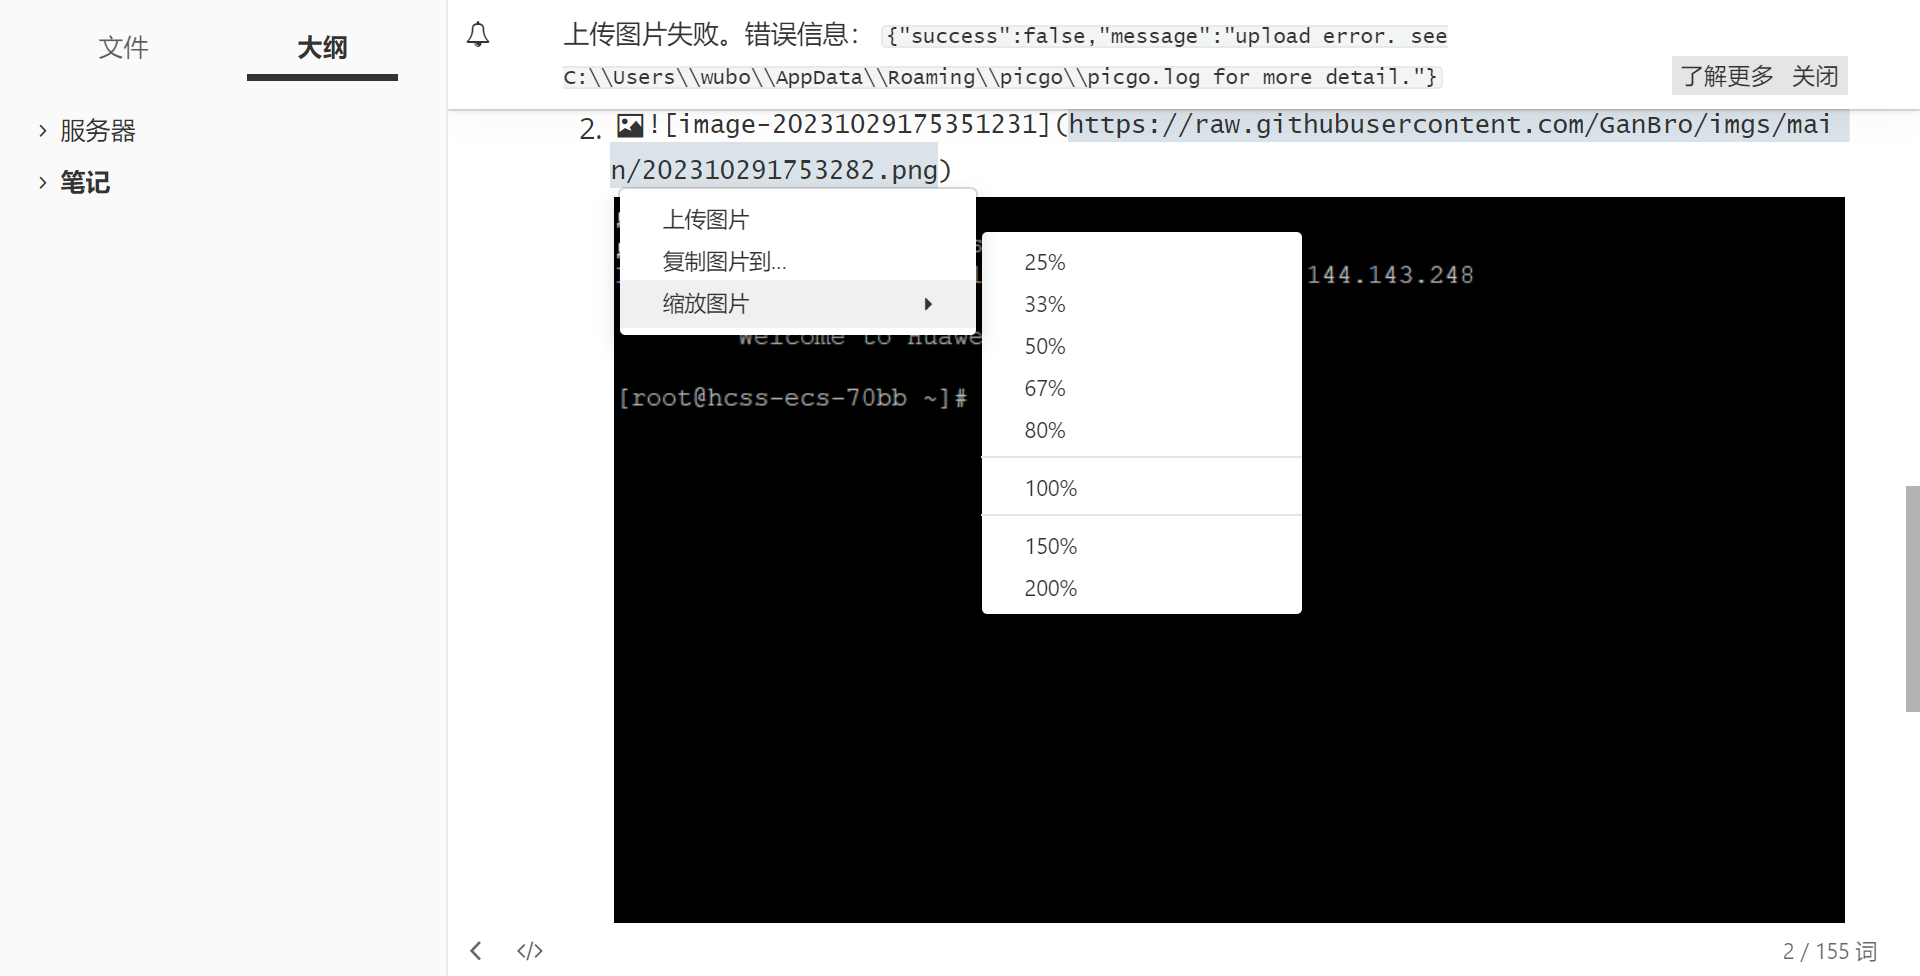 文件
大纲
服务器
笔记
上传图片失败。错误信息： {"success":false,"message":"upload error. see
C:\\Users\\wubo\\AppData\\Roaming\\picgo\\picgo.log for more detail."}
了解更多 关闭
2. ![image-20231029175351231](https://raw.githubusercontent.com/GanBro/imgs/mai
n/202310291753282.png)
上传图片
复制图片到...
缩放图片
25%
33%
50%
67%
80%
100%
150%
200%
144.143.248
Welcome to Huawe
[root@hcss-ecs-70bb ~]#
</>
2 / 155 词